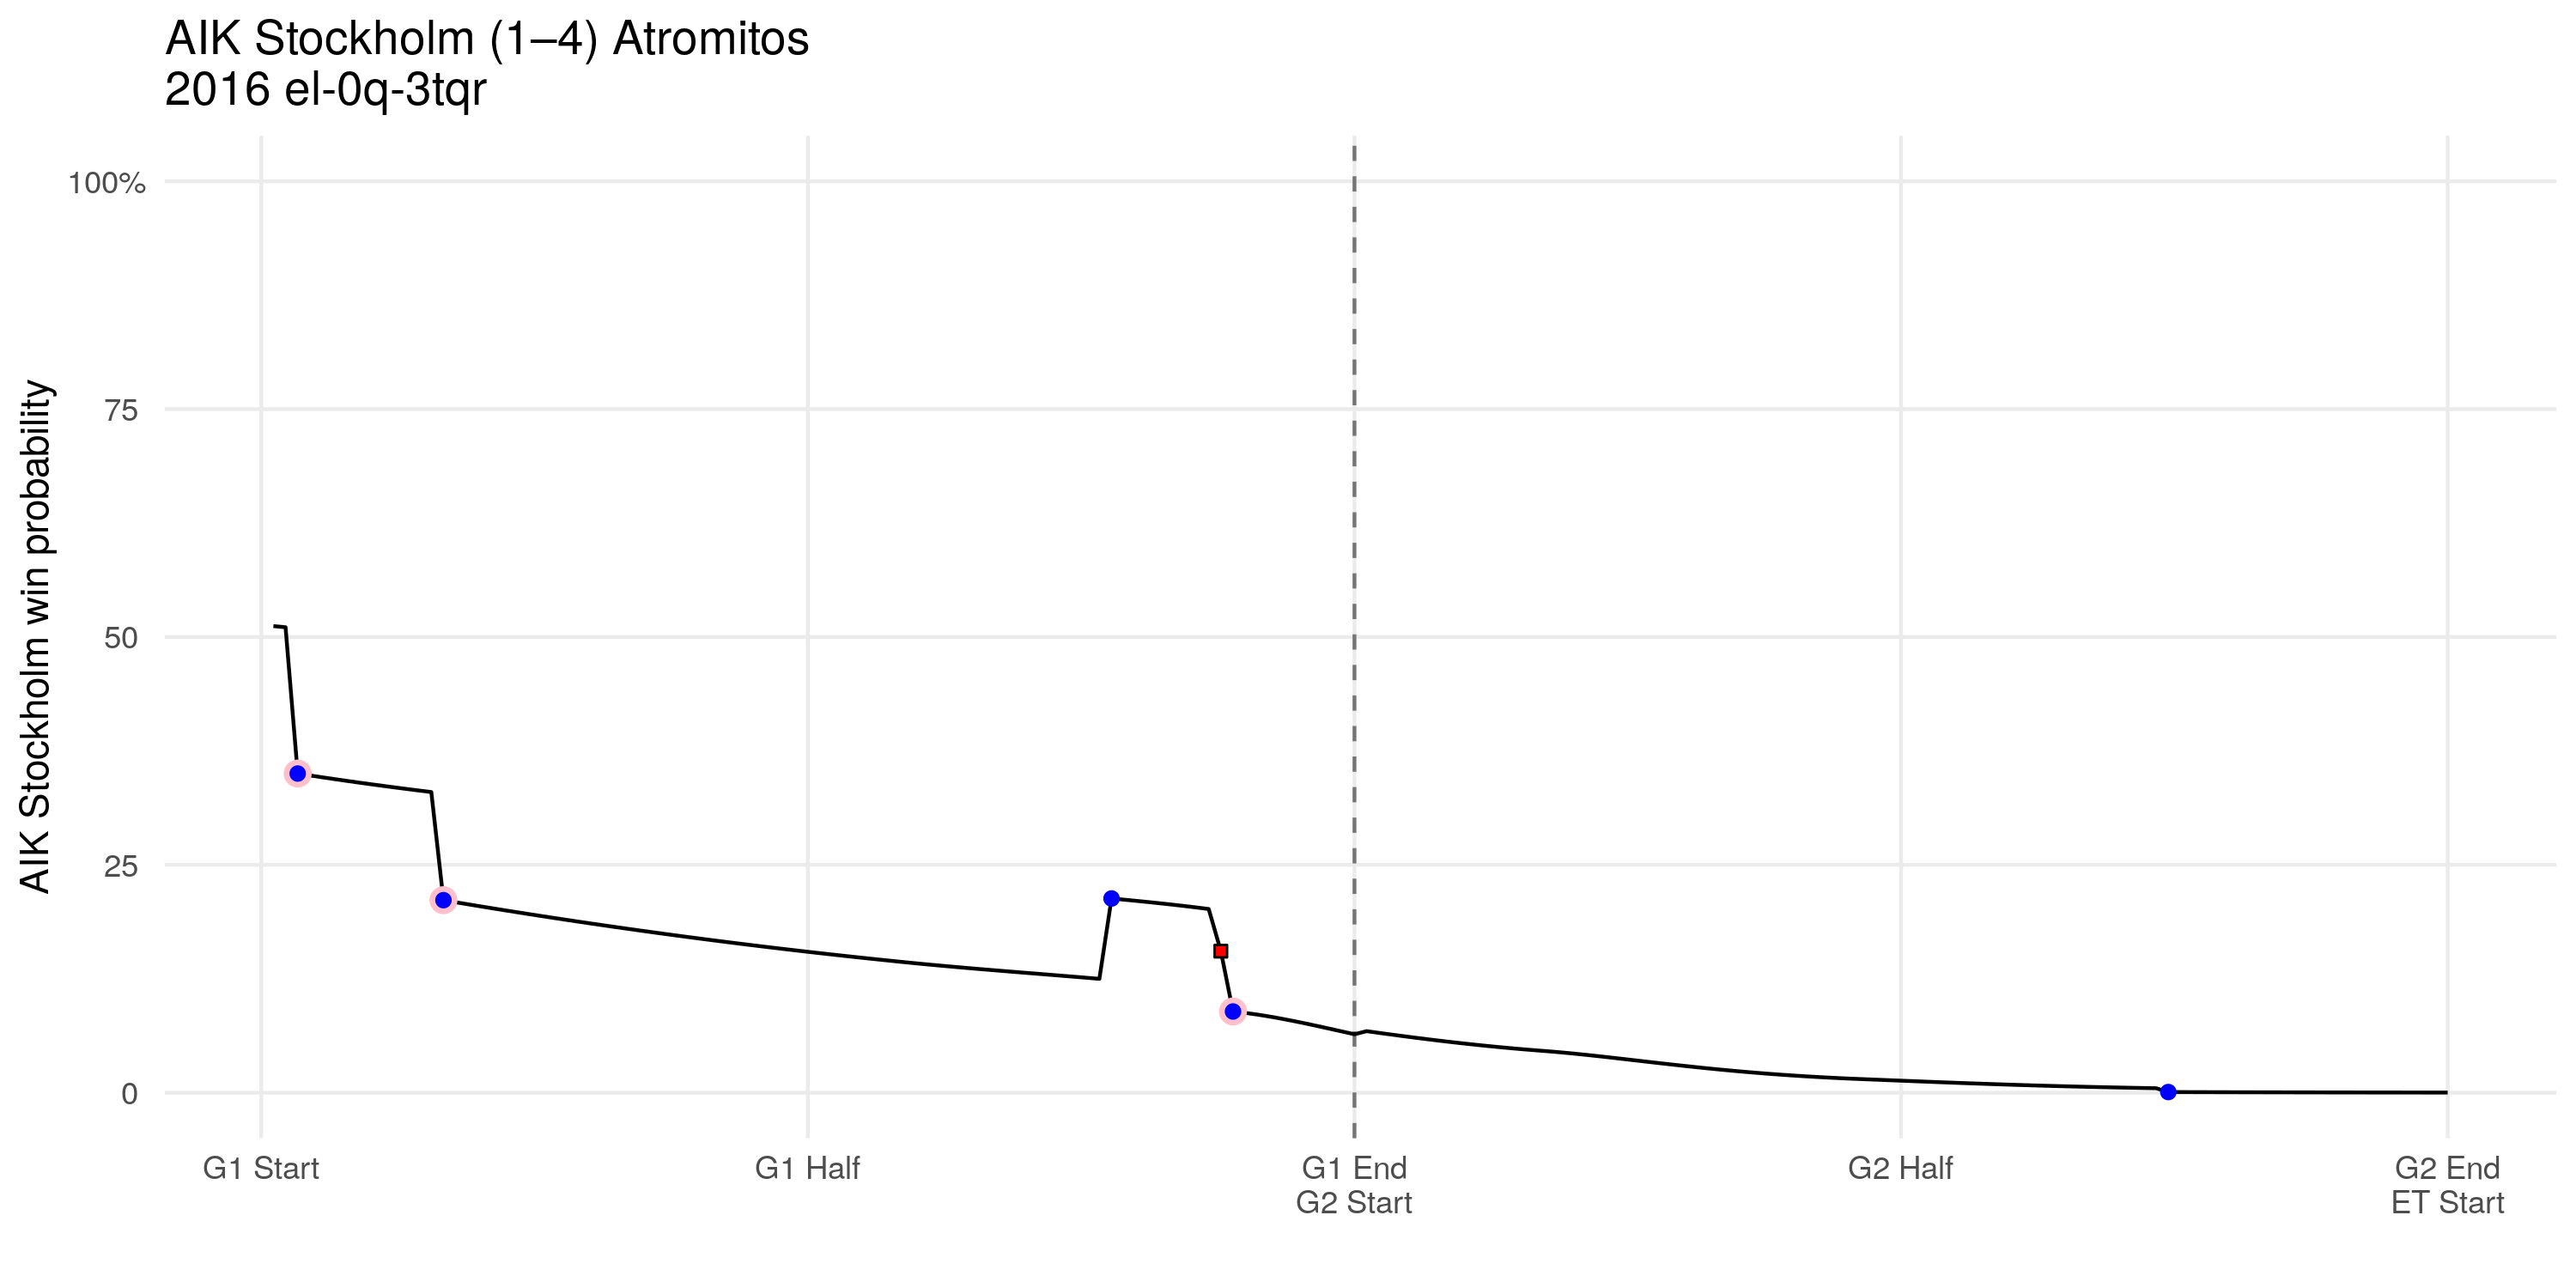 AIK Stockholm (1–4) Atromitos
2016 el-0q-3tqr
AIK Stockholm win probability
100%
75
50
25
0
G1 Start
G1 Half
G1 End
G2 Start
G2 Half
G2 End
ET Start